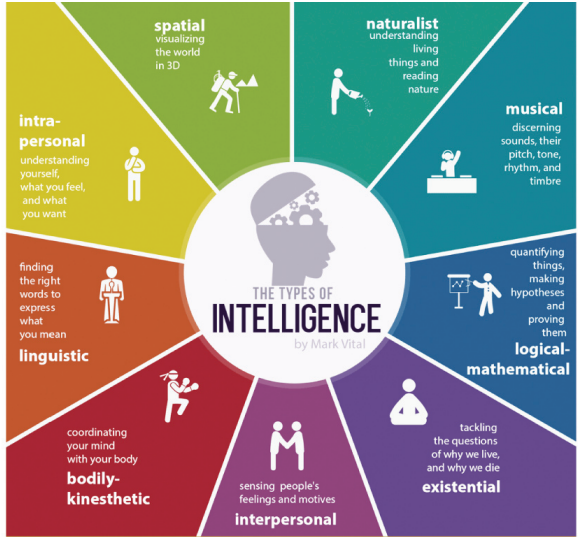 spatial
visualizing
the world
in 3D
naturalist
understanding
living
things and
reading
nature
musical
discerning
sounds, their
pitch, tone,
rhythm, and
timbre
quantifying
things,
making
hypotheses
and
proving
them
logical-
mathematical
tackling
the questions
of why we live,
and why we die
existential
sensing people's
feelings and motives
interpersonal
coordinating
your mind
with your body
bodily-
kinesthetic
finding
the right
words to
express
what
you mean
linguistic
intra-
personal
understanding
yourself,
what you feel,
and what
you want
THE TYPES OF
INTELLIGENCE
by Mark Vital